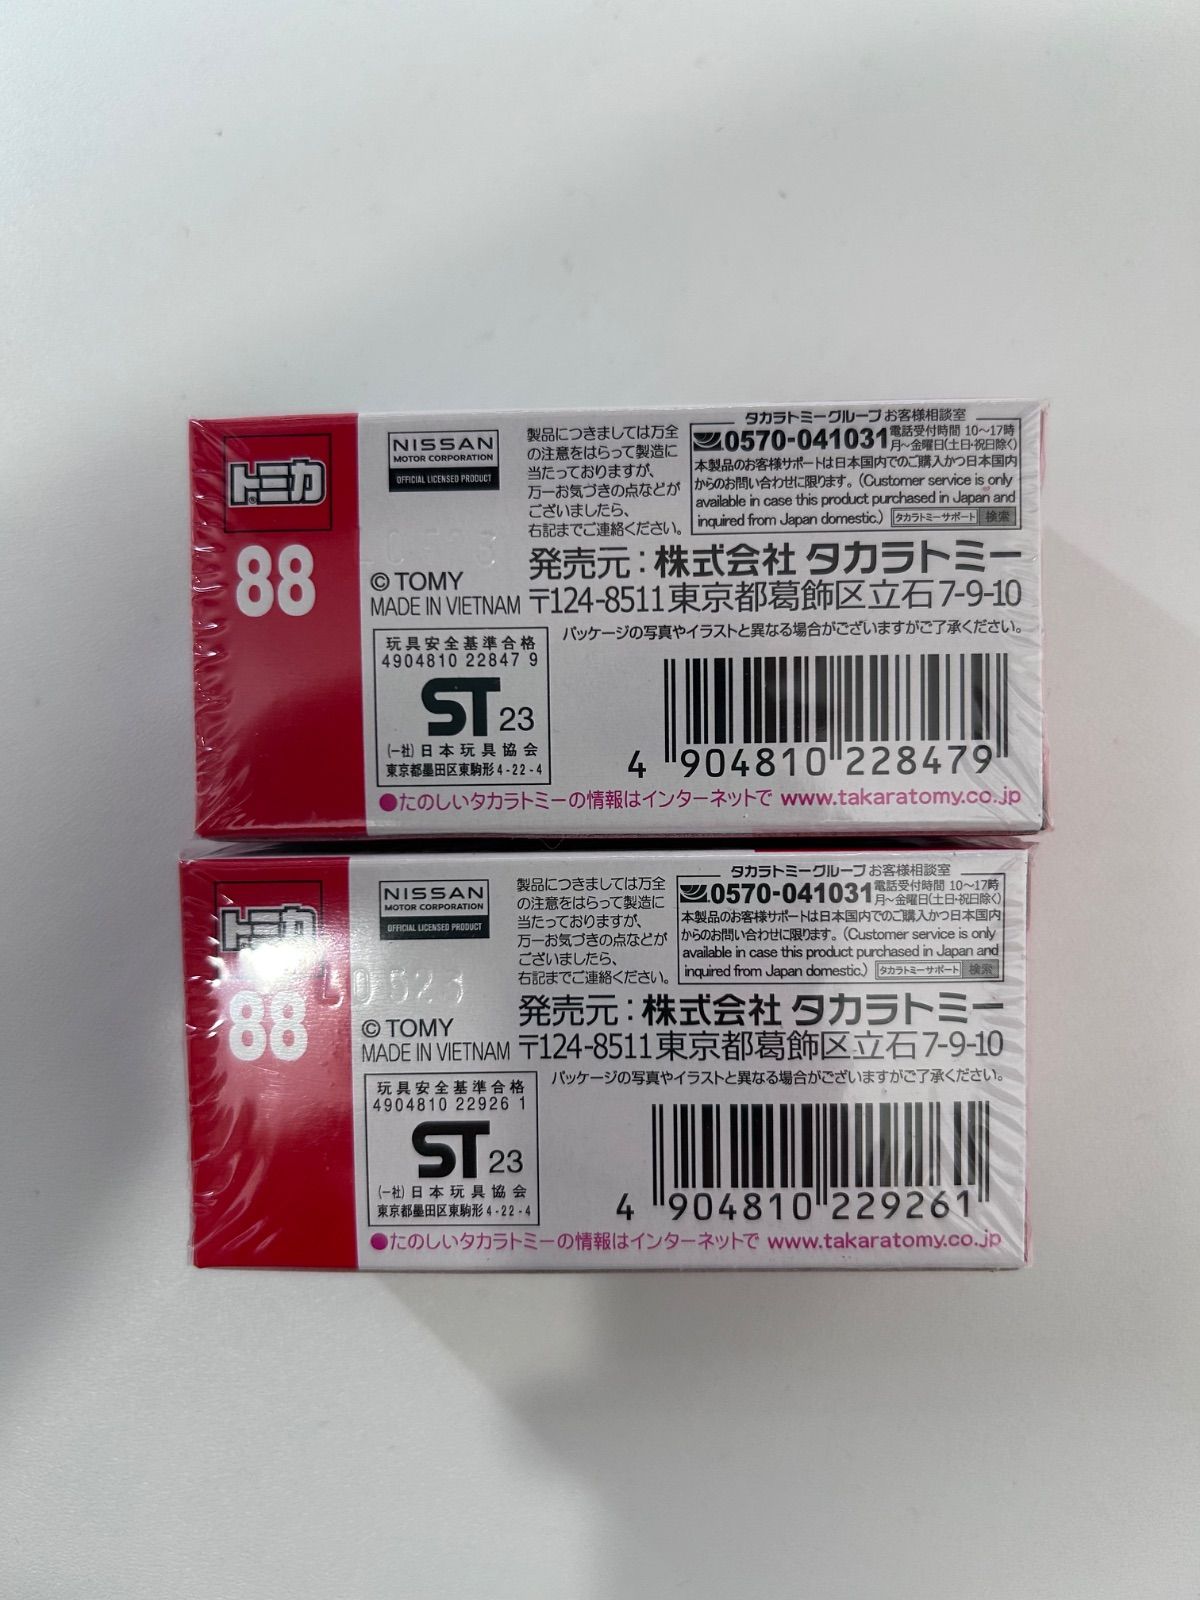 トミカ
88
NISSAN
MOTOR CORPORATION
OFFICIAL LICENSED PRODUCT
© TOMY
MADE IN VIETNAM
製品につきましては万全
の注意をはらって製造に
当たっておりますが、
万一お気づきの点などが
ございましたら、
右記までご連絡ください。
タカラトミーグループ お客様相談室
0570-041031 電話受付時間 10〜17時
月〜金曜日(土日・祝日除く)
本製品のお客様サポートは日本国内でのご購入かつ日本国内
からのお問い合わせに限ります。(Customer service is only
available in case this product purchased in Japan and
inquired from Japan domestic.) タカラトミーサポート 検索
発売元：株式会社 タカラトミー
〒124-8511 東京都葛飾区立石 7-9-10
パッケージの写真やイラストと異なる場合がございますがご了承ください。
玩具安全基準合格
4904810 22847 9
ST 23
(一社) 日本玩具協会
東京都墨田区東駒形 4-22-4
4 904810 228479
●たのしいタカラトミーの情報はインターネットで www.takaratomy.co.jp
トミカ
88
NISSAN
MOTOR CORPORATION
OFFICIAL LICENSED PRODUCT
© TOMY
MADE IN VIETNAM
製品につきましては万全
の注意をはらって製造に
当たっておりますが、
万一お気づきの点などが
ございましたら、
右記までご連絡ください。
タカラトミーグループ お客様相談室
0570-041031 電話受付時間 10〜17時
月〜金曜日(土日・祝日除く)
本製品のお客様サポートは日本国内でのご購入かつ日本国内
からのお問い合わせに限ります。(Customer service is only
available in case this product purchased in Japan and
inquired from Japan domestic.) タカラトミーサポート 検索
発売元：株式会社 タカラトミー
〒124-8511 東京都葛飾区立石 7-9-10
パッケージの写真やイラストと異なる場合がございますがご了承ください。
玩具安全基準合格
4904810 22926 1
ST 23
(一社) 日本玩具協会
東京都墨田区東駒形 4-22-4
4 904810 229261
●たのしいタカラトミーの情報はインターネットで www.takaratomy.co.jp